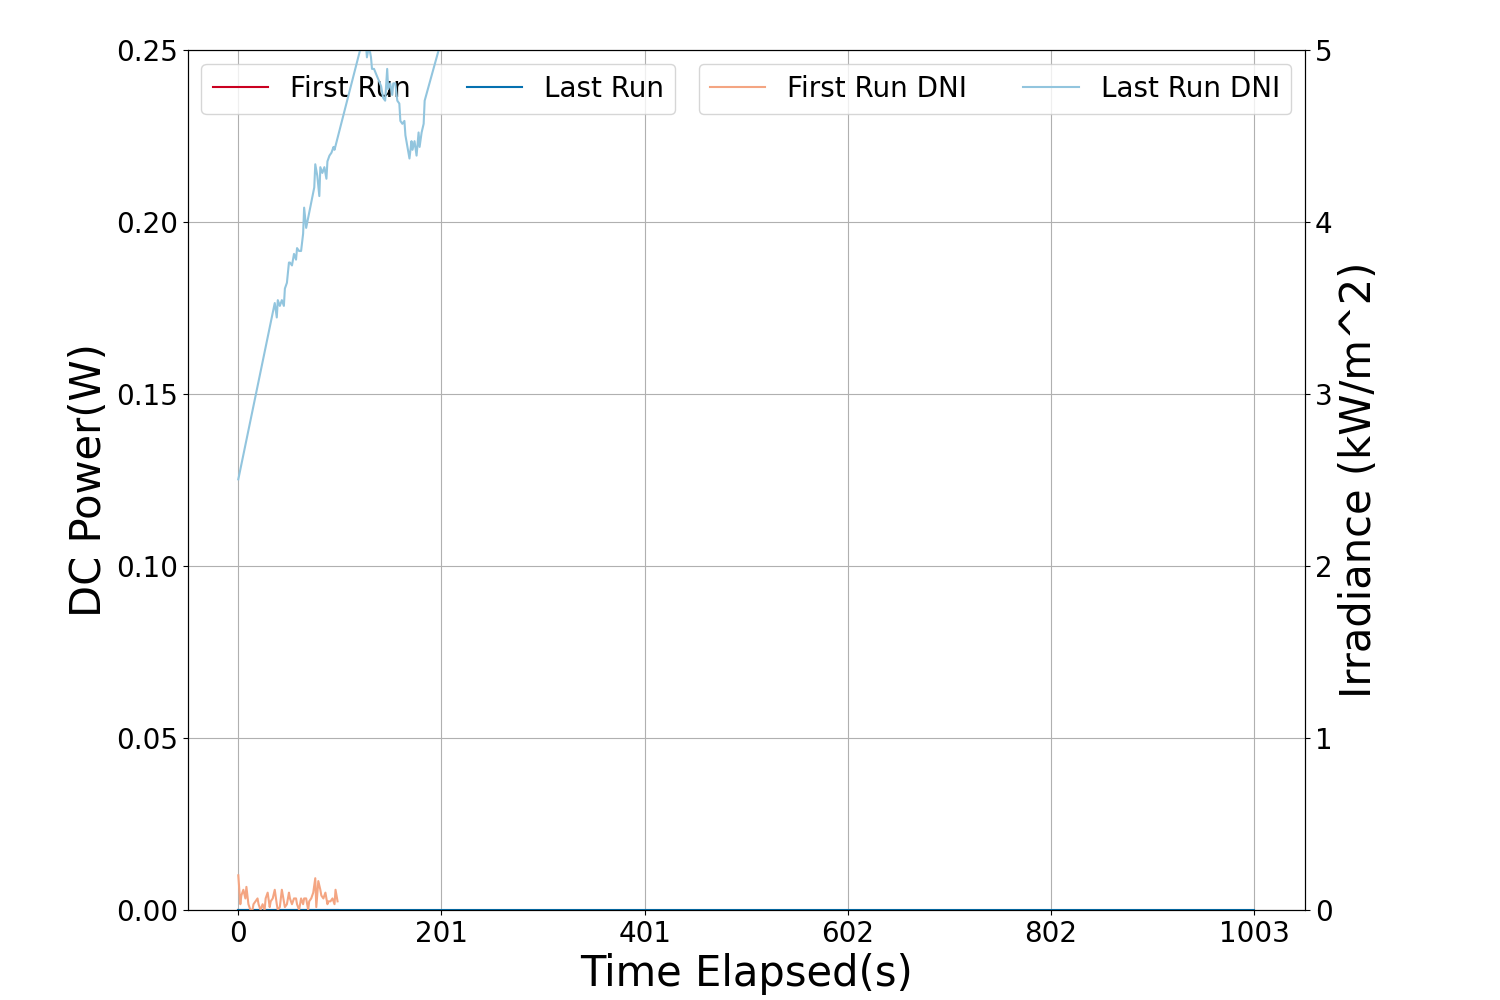 First Run
Last Run
First Run DNI
Last Run DNI
0.25
0.20
0.15
0.10
0.05
0.00
DC Power(W)
5
4
3
2
1
0
Irradiance (kW/m^2)
0
201
401
602
802
1003
Time Elapsed(s)